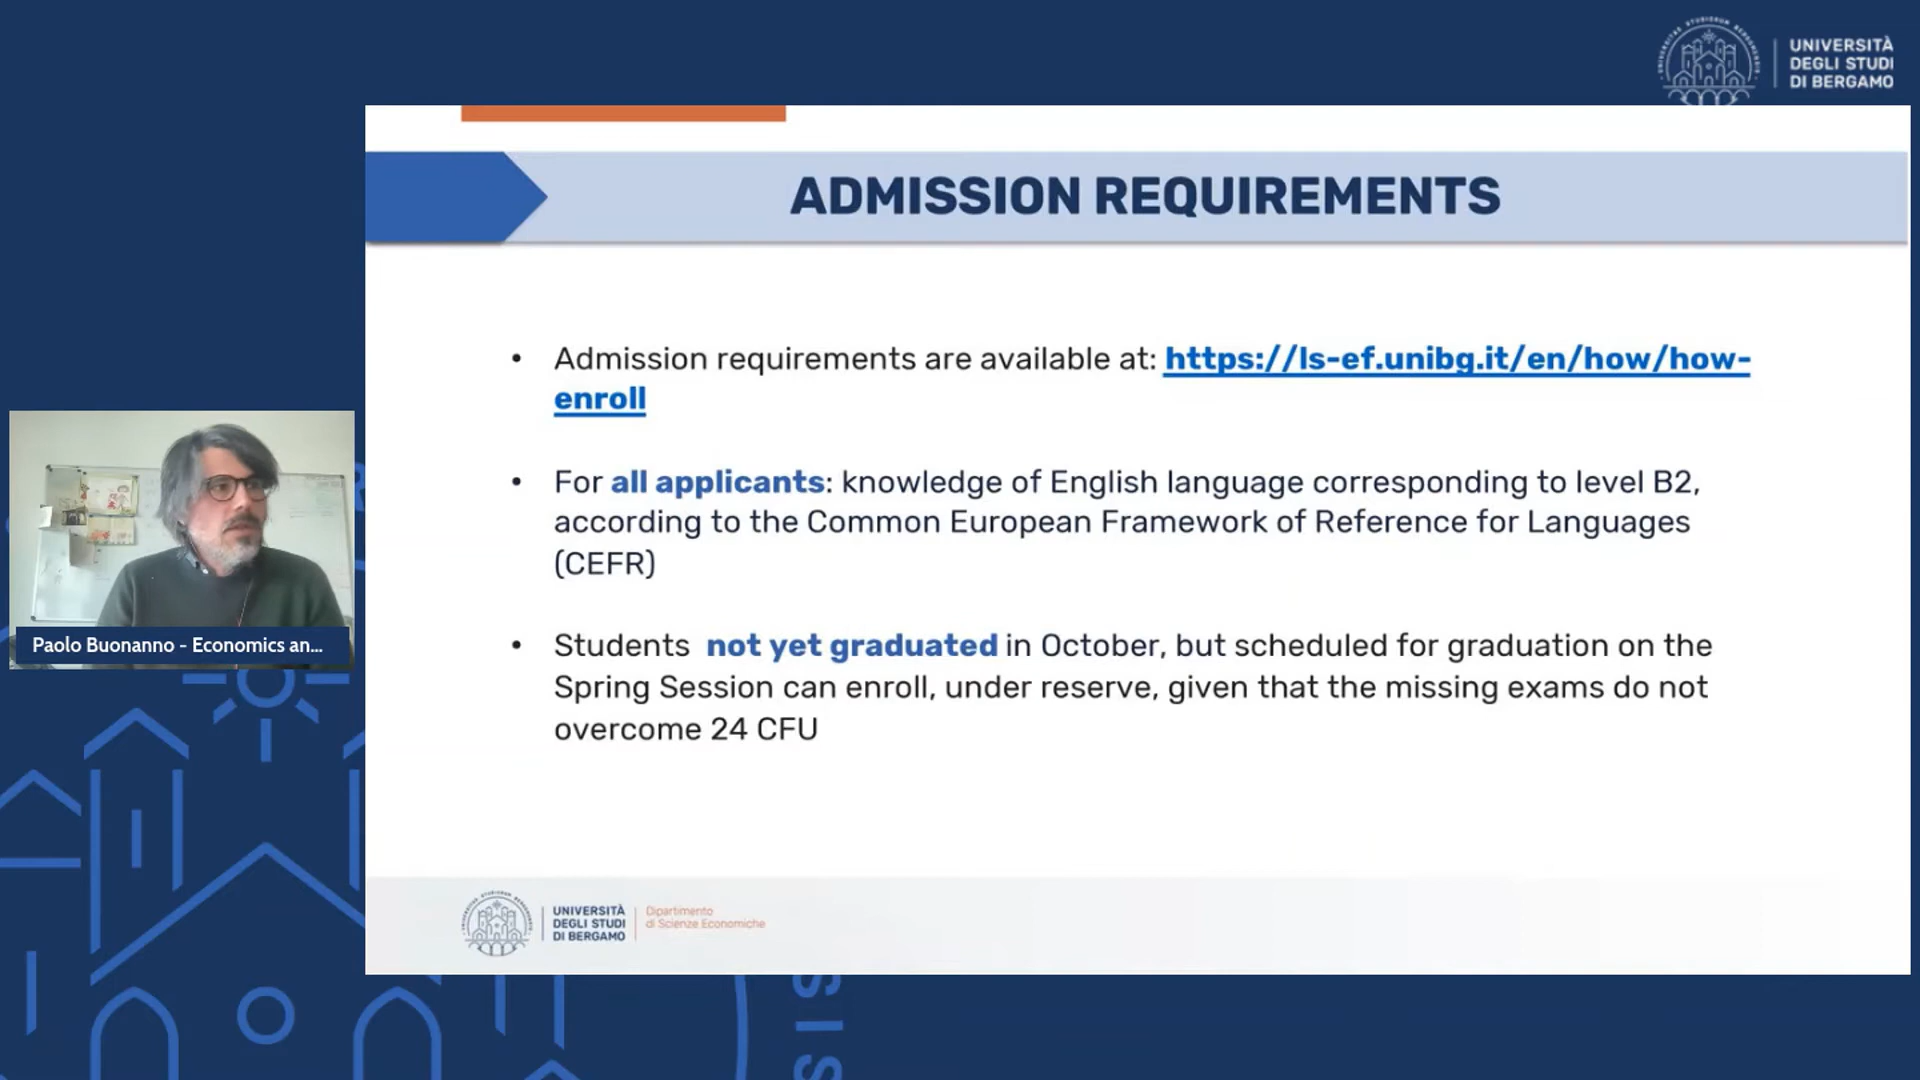 UNIVERSITÀ
DEGLI STUDI
DI BERGAMO
ADMISSION REQUIREMENTS
• Admission requirements are available at: https://ls-ef.unibg.it/en/how/how-
enroll
• For all applicants: knowledge of English language corresponding to level B2,
according to the Common European Framework of Reference for Languages
(CEFR)
• Students not yet graduated in October, but scheduled for graduation on the
Spring Session can enroll, under reserve, given that the missing exams do not
overcome 24 CFU
Paolo Buonanno - Economics an...
UNIVERSITÀ
DEGLI STUDI
DI BERGAMO
Dipartimento
di Scienze Economiche
SIS